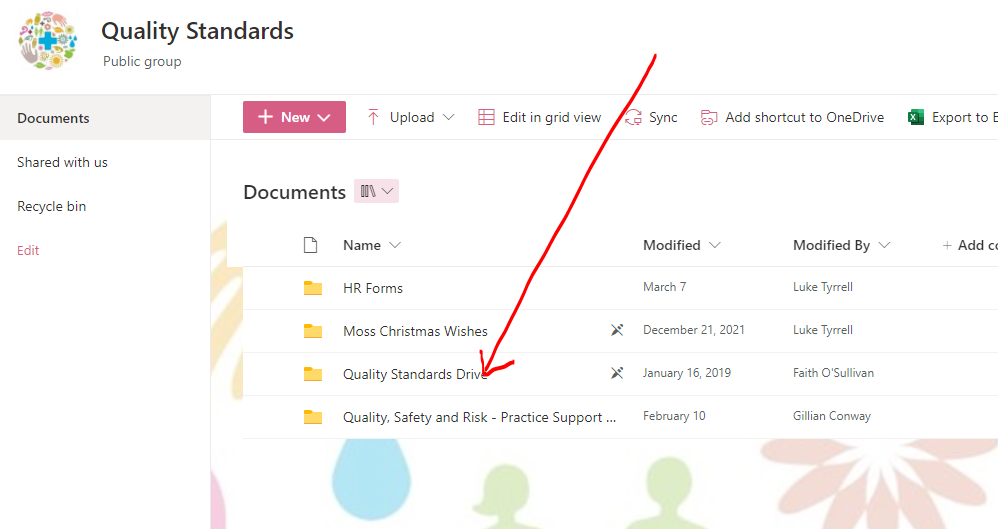 Quality Standards
Public group
Documents
Shared with us
Recycle bin
Edit
New Upload Edit in grid view Sync Add shortcut to OneDrive Export to
Documents
Name Modified Modified By Add
HR Forms March 7 Luke Tyrrell
Moss Christmas Wishes December 21, 2021 Luke Tyrrell
Quality Standards Drive January 16, 2019 Faith O'Sullivan
Quality, Safety and Risk - Practice Support ... February 10 Gillian Conway